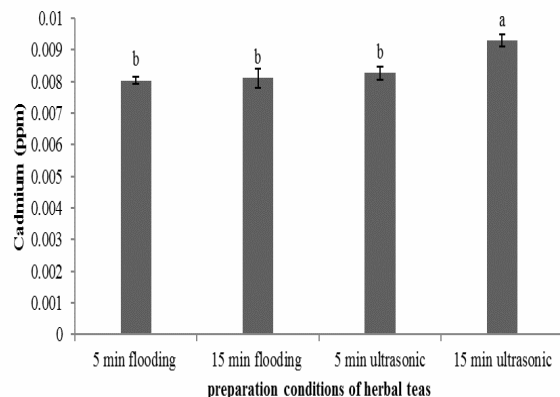 0.01
0.009
0.008
0.007
0.006
0.005
0.004
0.003
0.002
0.001
0
Cadmium (ppm)
b
b
b
a
5 min flooding
15 min flooding
5 min ultrasonic
15 min ultrasonic
preparation conditions of herbal teas